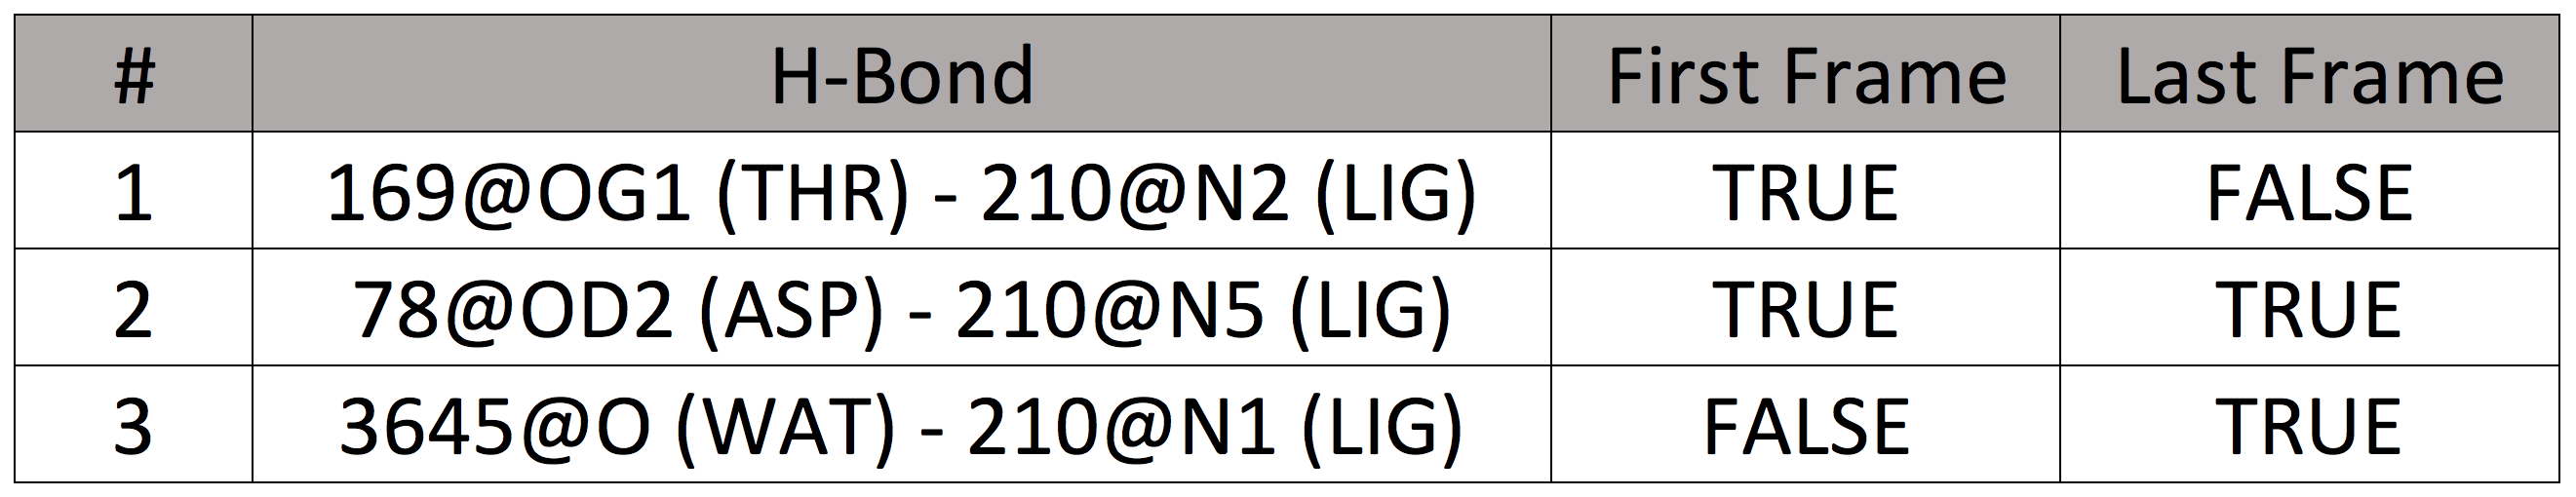 # H-Bond First Frame Last Frame
1 169@OG1 (THR) - 210@N2 (LIG) TRUE FALSE
2 78@OD2 (ASP) - 210@N5 (LIG) TRUE TRUE
3 3645@O (WAT) - 210@N1 (LIG) FALSE TRUE